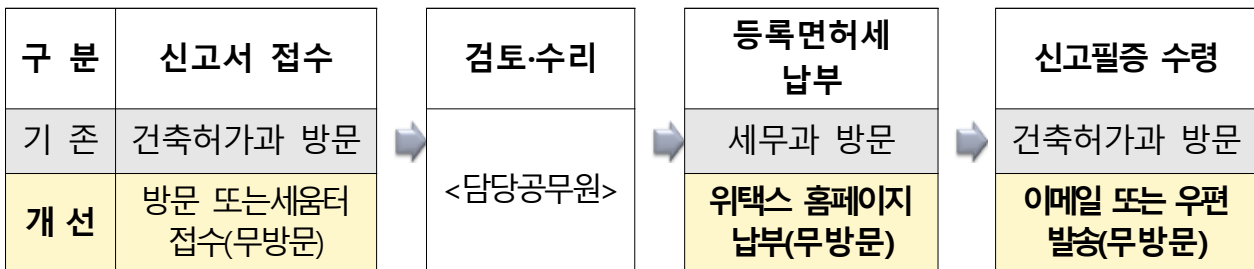 구 분
신고서 접수
검토·수리
등록면허세
납부
신고필증 수령
기 존
건축허가과 방문
<담당공무원>
세무과 방문
건축허가과 방문
개 선
방문 또는세움터
접수(무방문)
위택스 홈페이지
납부(무방문)
이메일 또는 우편
발송(무방문)